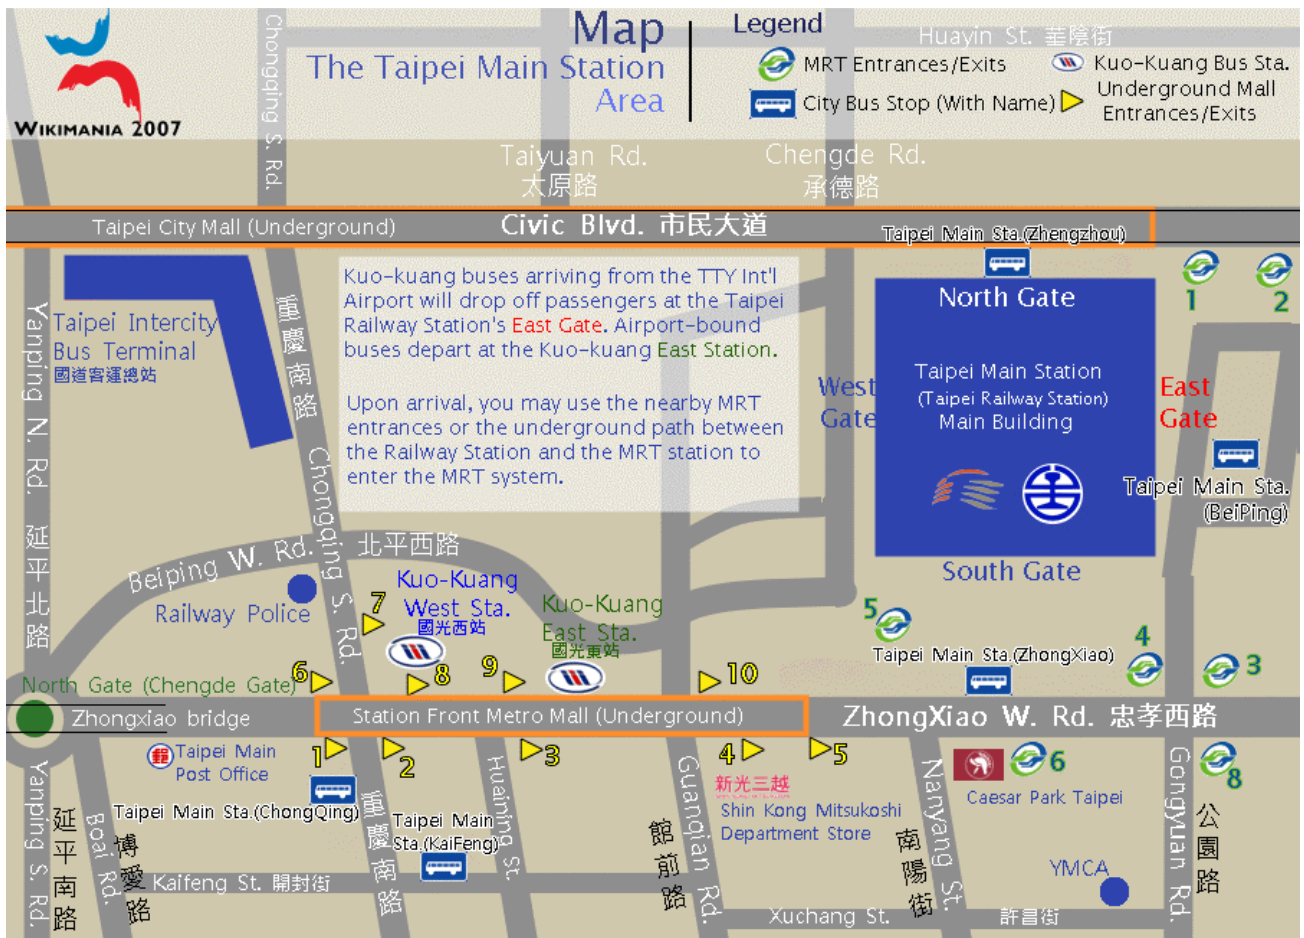 WIKIMANIA 2007
Map
The Taipei Main Station
Area
Legend
MRT Entrances/Exits
Kuo-Kuang Bus Sta.
City Bus Stop (With Name)
Underground Mall
Entrances/Exits
Huayin St. 華陰街
Chongqing S. Rd.
Taiyuan Rd.
太原路
Chengde Rd.
承德路
Taipei City Mall (Underground)
Civic Blvd. 市民大道
Taipei Main Sta.(Zhengzhou)
Kuo-kuang buses arriving from the TTY Int'l
Airport will drop off passengers at the Taipei
Railway Station's East Gate. Airport-bound
buses depart at the Kuo-kuang East Station.
Upon arrival, you may use the nearby MRT
entrances or the underground path between
the Railway Station and the MRT station to
enter the MRT system.
Yanping N. Rd. 延平北路
Taipei Intercity
Bus Terminal
國道客運總站
重慶南路
Chongqing S. Rd.
North Gate
1
2
West
Gate
Taipei Main Station
(Taipei Railway Station)
Main Building
East
Gate
Taipei Main Sta.
(BeiPing)
South Gate
Beiping W. Rd. 北平西路
Railway Police
7
Kuo-Kuang
West Sta.
國光西站
Kuo-Kuang
East Sta.
國光東站
5
4
3
Taipei Main Sta.(ZhongXiao)
6
8
9
10
North Gate (Chengde Gate)
Zhongxiao bridge
Station Front Metro Mall (Underground)
ZhongXiao W. Rd. 忠孝西路
郵
Taipei Main
Post Office
1
2
3
4
5
6
8
新光三越
Shin Kong Mitsukoshi
Department Store
Caesar Park Taipei
Taipei Main Sta.(ChongQing)
Taipei Main
Sta.(KaiFeng)
Yanping S. Rd.
延平南路
Boai Rd.
博愛路
Kaifeng St. 開封街
重慶南路
Huaining St.
Guanqian Rd.
館前路
Nanyang St.
南陽街
YMCA
Gongyuan Rd.
公園路
Xuchang St.
許昌街